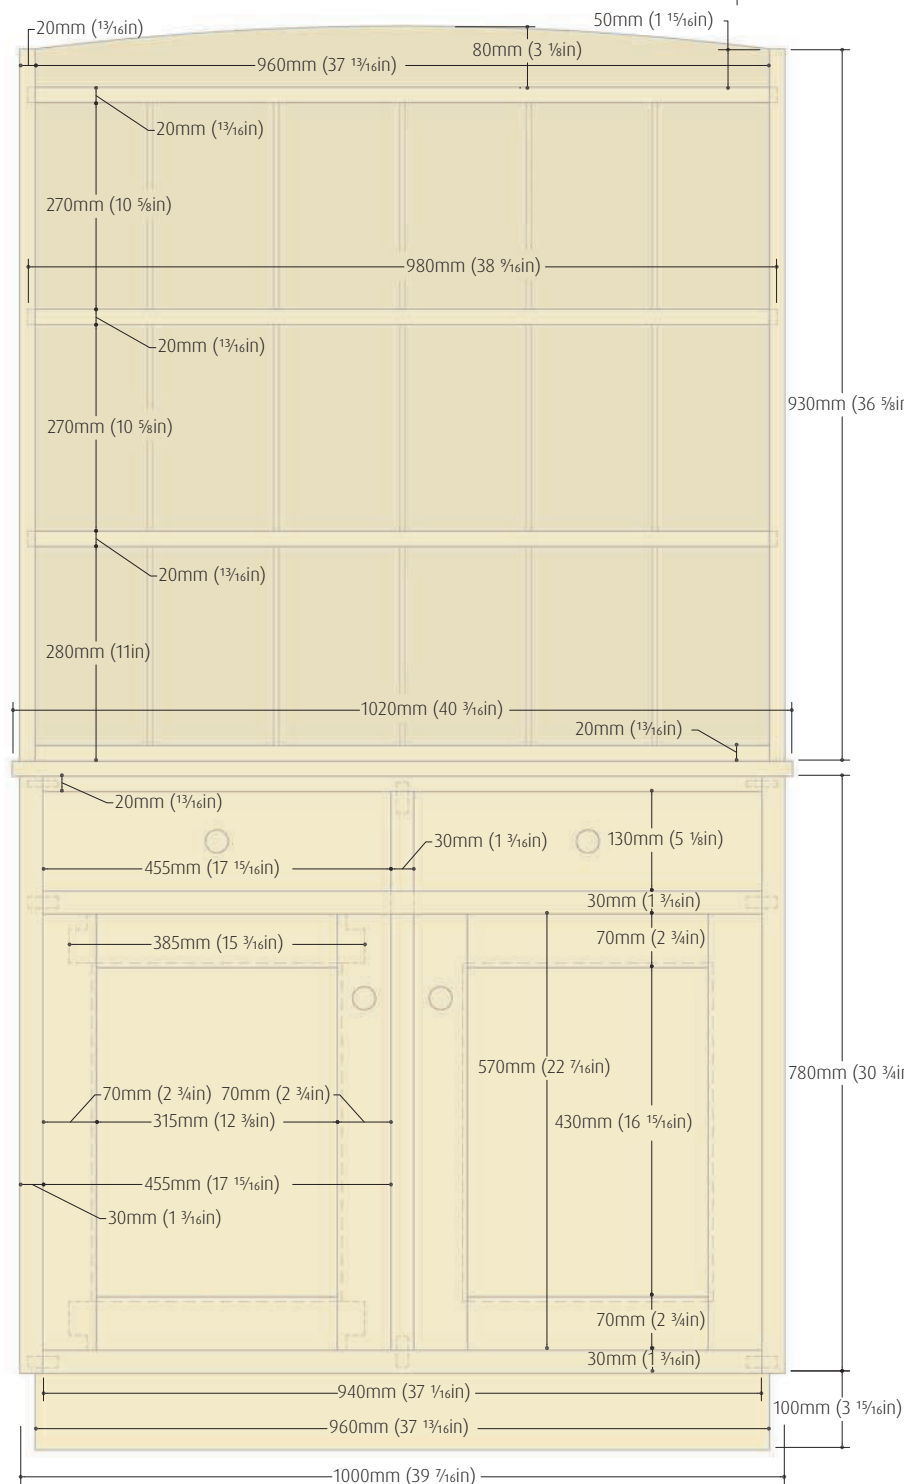 50mm (1 15⁄16in)
20mm (13⁄16in)
80mm (3 1⁄8in)
960mm (37 13⁄16in)
20mm (13⁄16in)
270mm (10 5⁄8in)
980mm (38 9⁄16in)
20mm (13⁄16in)
930mm (36 5⁄8in
270mm (10 5⁄8in)
20mm (13⁄16in)
280mm (11in)
1020mm (40 3⁄16in)
20mm (13⁄16in)
20mm (13⁄16in)
30mm (1 3⁄16in)
130mm (5 1⁄8in)
455mm (17 15⁄16in)
30mm (1 3⁄16in)
70mm (2 3⁄4in)
385mm (15 3⁄16in)
570mm (22 7⁄16in)
780mm (30 3⁄4in
70mm (2 3⁄4in) 70mm (2 3⁄4in)
315mm (12 3⁄8in)
430mm (16 15⁄16in)
455mm (17 15⁄16in)
30mm (1 3⁄16in)
70mm (2 3⁄4in)
30mm (1 3⁄16in)
940mm (37 1⁄16in)
100mm (3 15⁄16in)
960mm (37 13⁄16in)
1000mm (39 7⁄16in)